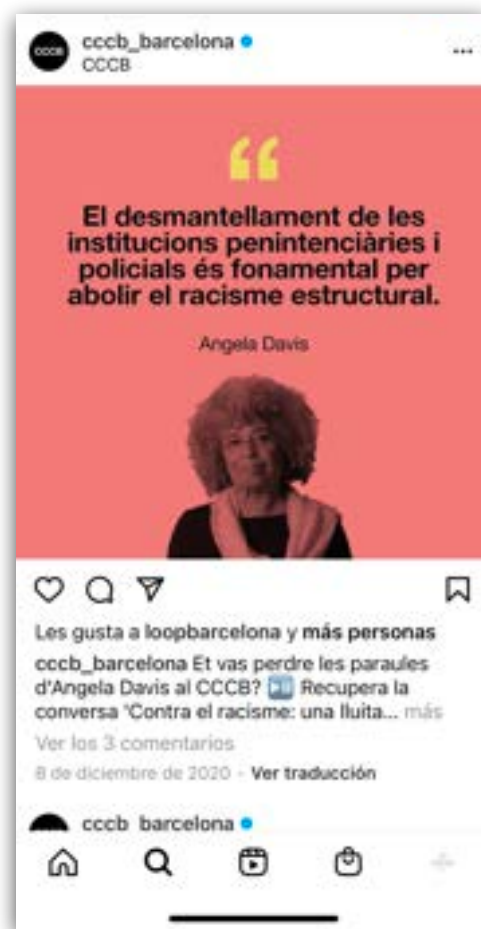 cccb_barcelona
CCCB
CCCB
El desmantellament de les
institucions penintenciàries i
policials és fonamental per
abolir el racisme estructural.
Angela Davis
Les gusta a loopbarcelona y más personas
cccb_barcelona Et vas perdre les paraules
d'Angela Davis al CCCB? Recupera la
conversa 'Contra el racisme: una lluita... más
Ver los 3 comentarios
8 de diciembre de 2020 · Ver traducción
cccb_barcelona